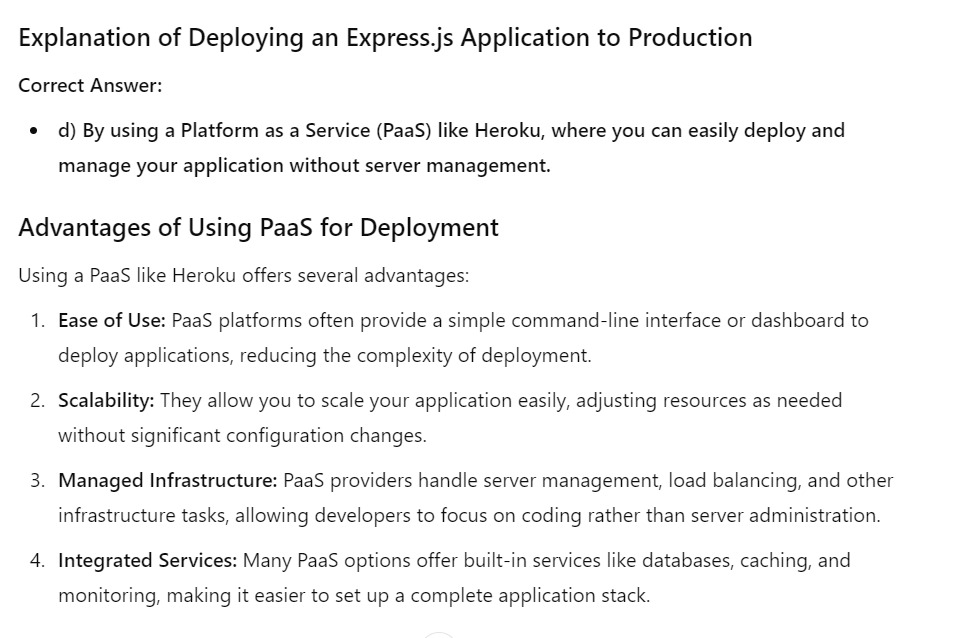 Explanation of Deploying an Express.js Application to Production
Correct Answer:
• d) By using a Platform as a Service (PaaS) like Heroku, where you can easily deploy and
manage your application without server management.
Advantages of Using PaaS for Deployment
Using a PaaS like Heroku offers several advantages:
1. Ease of Use: PaaS platforms often provide a simple command-line interface or dashboard to
deploy applications, reducing the complexity of deployment.
2. Scalability: They allow you to scale your application easily, adjusting resources as needed
without significant configuration changes.
3. Managed Infrastructure: PaaS providers handle server management, load balancing, and other
infrastructure tasks, allowing developers to focus on coding rather than server administration.
4. Integrated Services: Many PaaS options offer built-in services like databases, caching, and
monitoring, making it easier to set up a complete application stack.